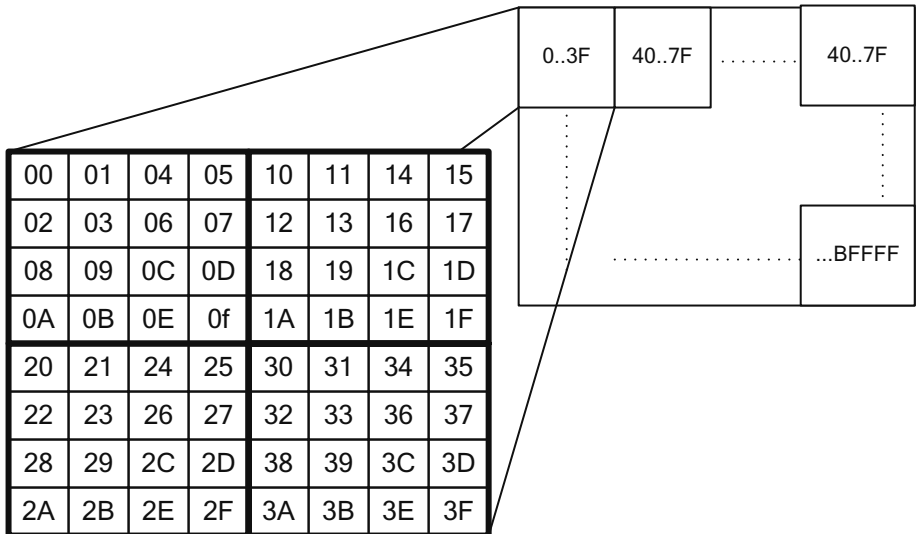 0..3F 40..7F 40..7F
00 01 04 05 10 11 14 15
02 03 06 07 12 13 16 17
08 09 0C 0D 18 19 1C 1D
0A 0B 0E 0f 1A 1B 1E 1F
20 21 24 25 30 31 34 35
22 23 26 27 32 33 36 37
28 29 2C 2D 38 39 3C 3D
2A 2B 2E 2F 3A 3B 3E 3F
...BFFFF